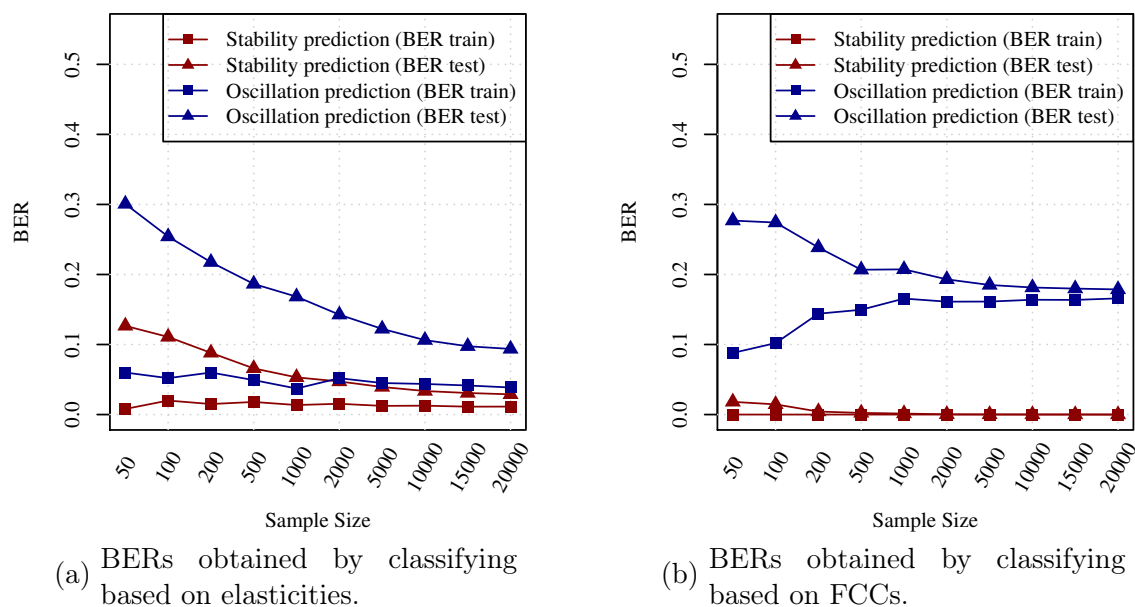 Stability prediction (BER train)
Stability prediction (BER test)
Oscillation prediction (BER train)
Oscillation prediction (BER test)
0.5
0.4
0.3
0.2
0.1
0.0
BER
50
100
200
500
1000
2000
5000
10000
15000
20000
Sample Size
(a) BERs obtained by classifying
based on elasticities.
Stability prediction (BER train)
Stability prediction (BER test)
Oscillation prediction (BER train)
Oscillation prediction (BER test)
0.5
0.4
0.3
0.2
0.1
0.0
BER
50
100
200
500
1000
2000
5000
10000
15000
20000
Sample Size
(b) BERs obtained by classifying
based on FCCs.